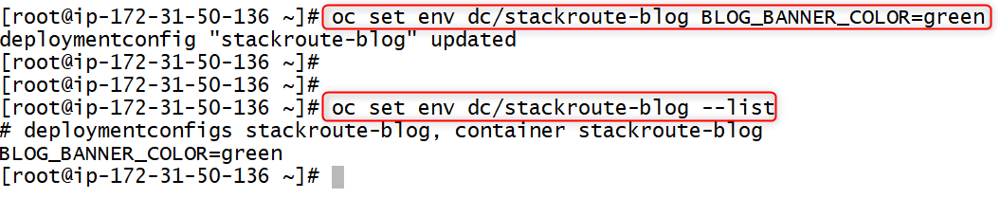 [root@ip-172-31-50-136 ~]# oc set env dc/stackroute-blog BLOG_BANNER_COLOR=green
deploymentconfig "stackroute-blog" updated
[root@ip-172-31-50-136 ~]#
[root@ip-172-31-50-136 ~]#
[root@ip-172-31-50-136 ~]# oc set env dc/stackroute-blog --list
# deploymentconfigs stackroute-blog, container stackroute-blog
BLOG_BANNER_COLOR=green
[root@ip-172-31-50-136 ~]#